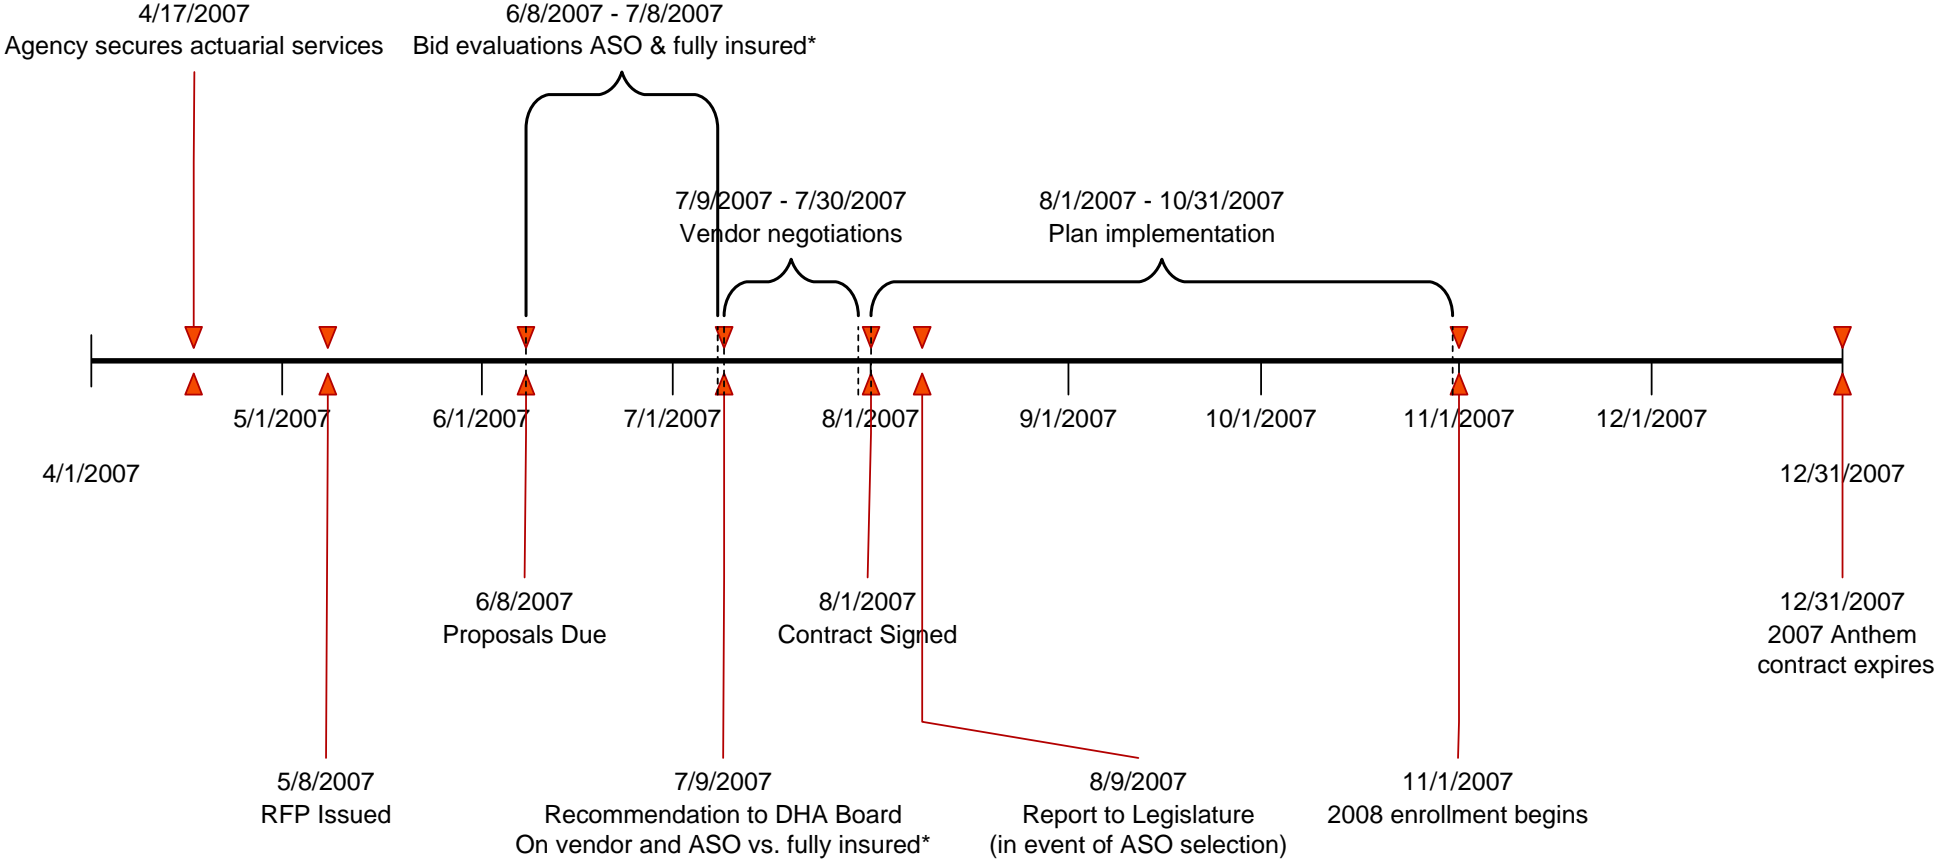 4/17/2007
Agency secures actuarial services
6/8/2007 - 7/8/2007
Bid evaluations ASO & fully insured*
7/9/2007 - 7/30/2007
Vendor negotiations
8/1/2007 - 10/31/2007
Plan implementation
5/1/2007
6/1/2007
7/1/2007
8/1/2007
9/1/2007
10/1/2007
11/1/2007
12/1/2007
4/1/2007
12/31/2007
6/8/2007
Proposals Due
8/1/2007
Contract Signed
12/31/2007
2007 Anthem
contract expires
5/8/2007
RFP Issued
7/9/2007
Recommendation to DHA Board
On vendor and ASO vs. fully insured*
8/9/2007
Report to Legislature
(in event of ASO selection)
11/1/2007
2008 enrollment begins